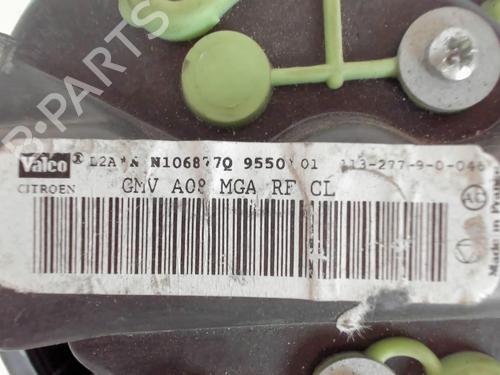 B-PARTS
Valeo ® L2A*N N106877Q 9550*01 113-277-9-0-046
CITROEN GMV A08 MGA RF CL
Made in